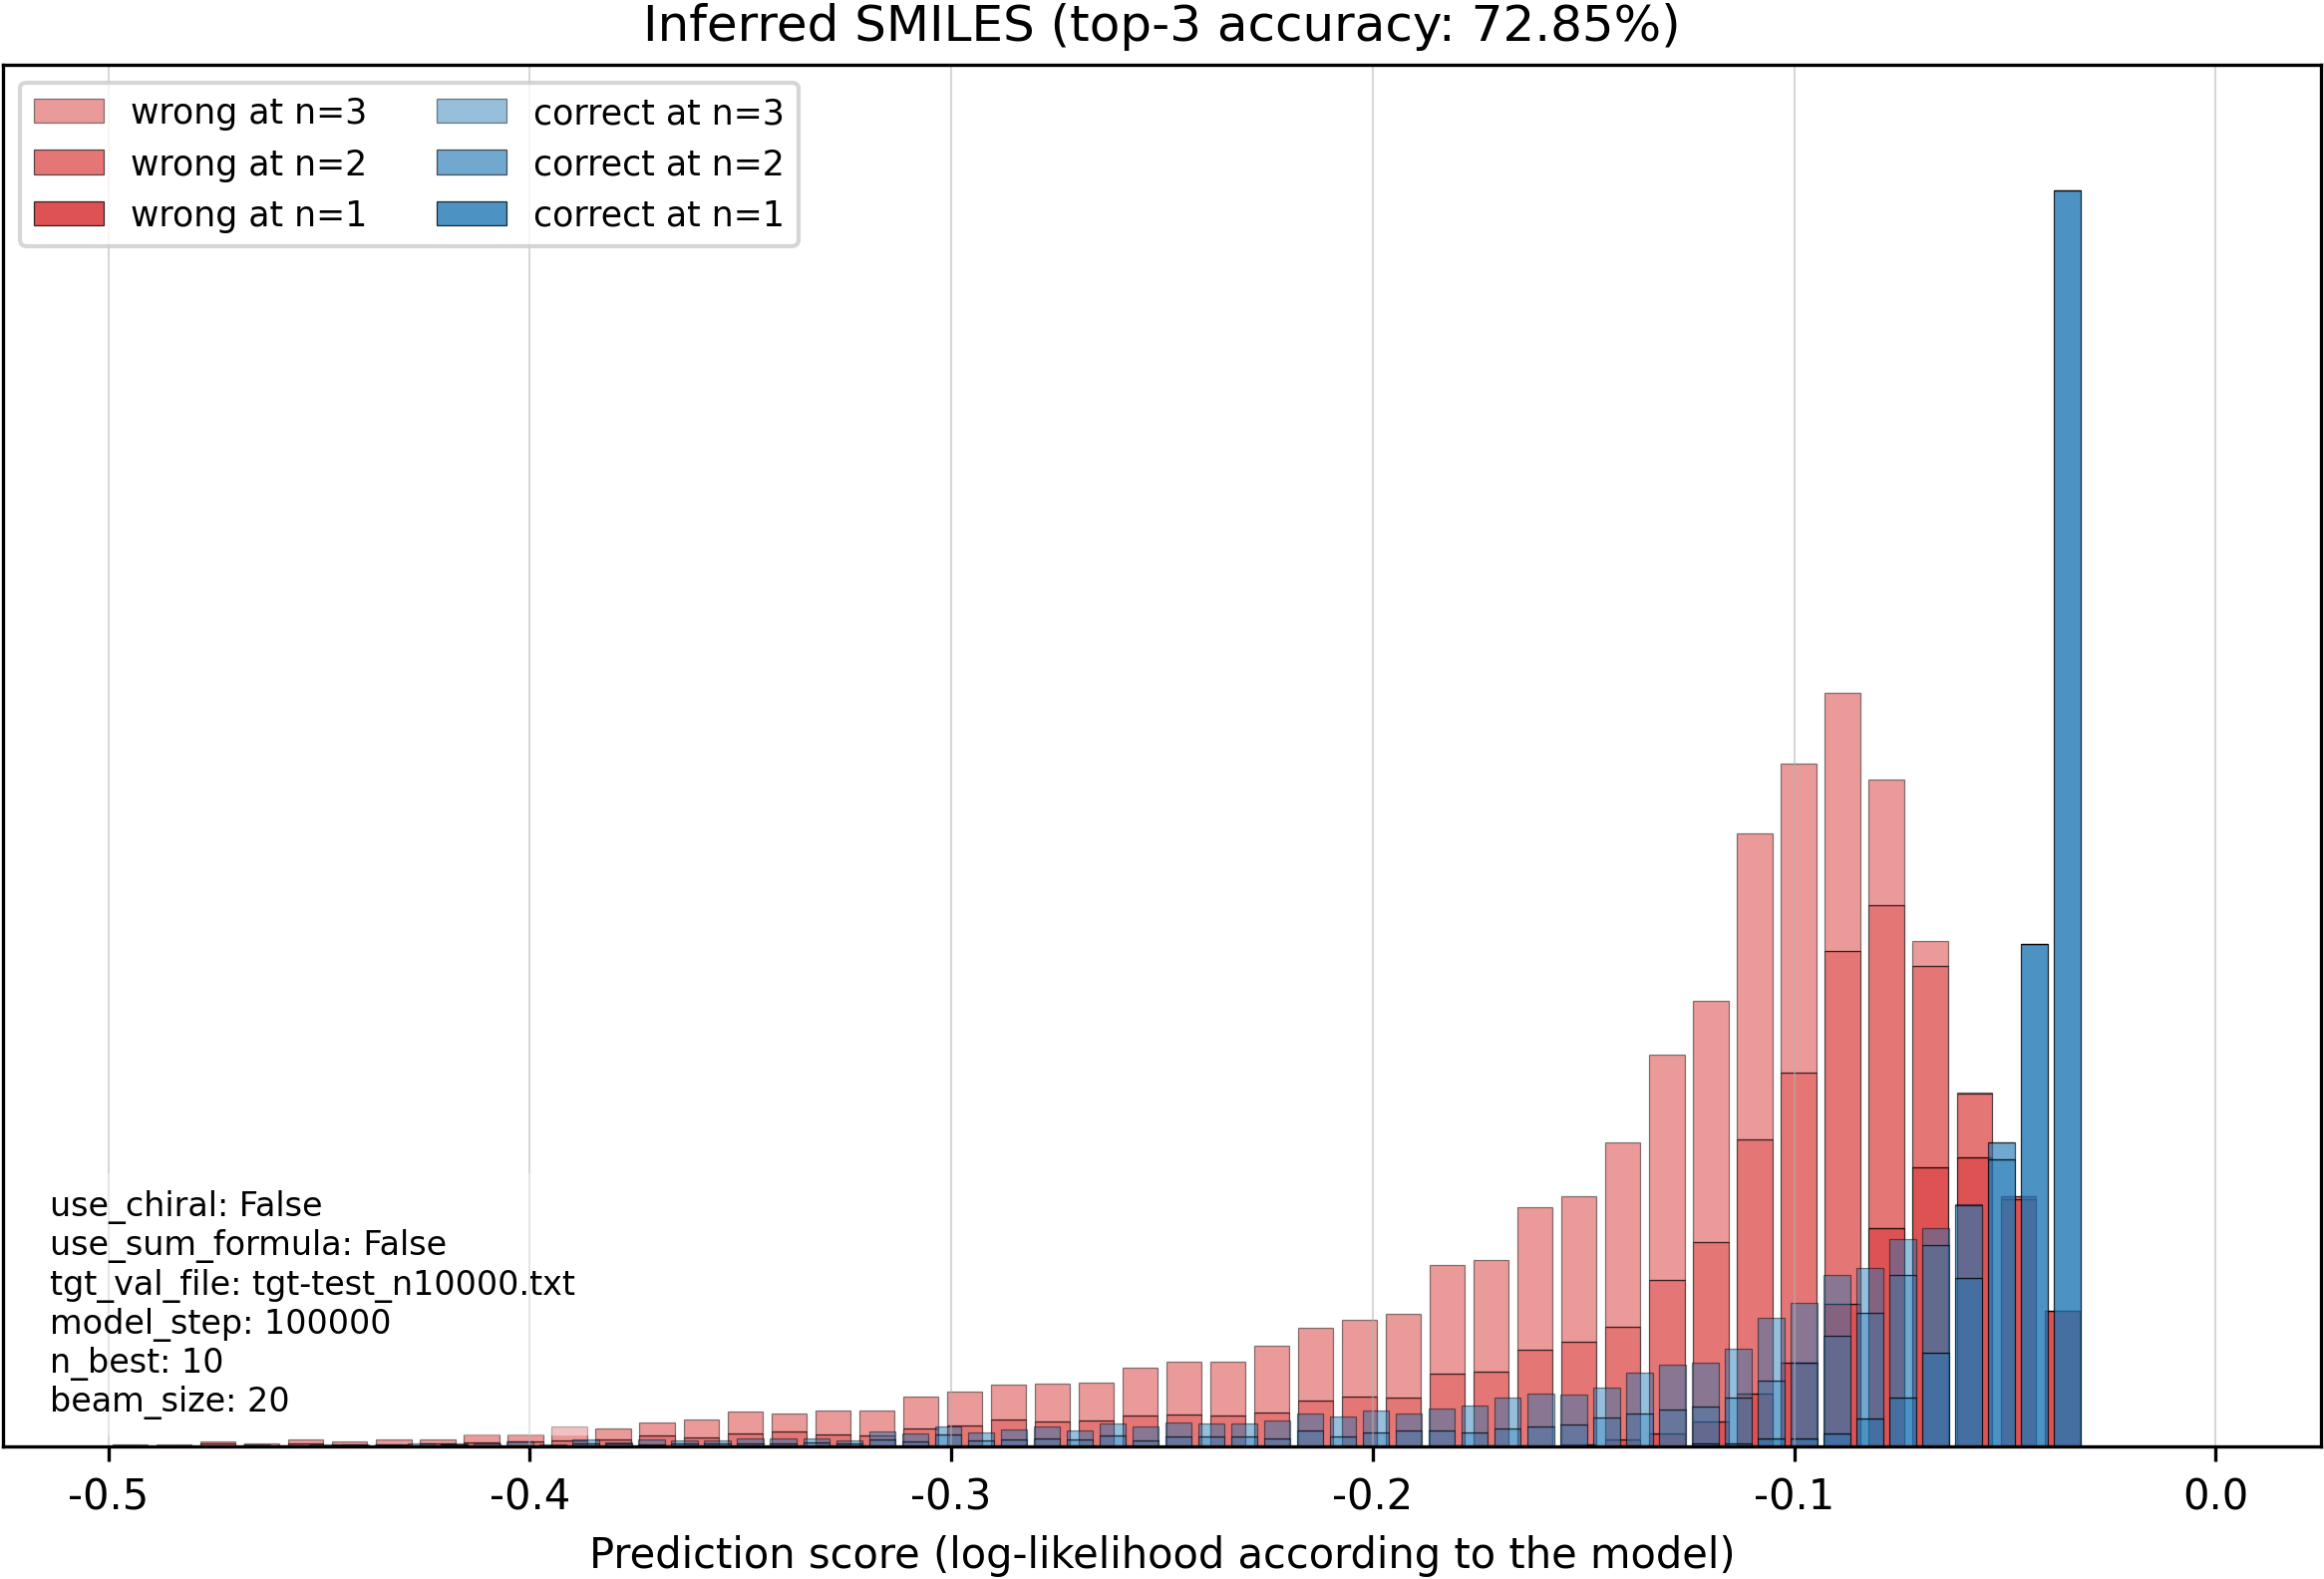 Inferred SMILES (top-3 accuracy: 72.85%)
wrong at n=3
wrong at n=2
wrong at n=1
correct at n=3
correct at n=2
correct at n=1
use_chiral: False
use_sum_formula: False
tgt_val_file: tgt-test_n10000.txt
model_step: 100000
n_best: 10
beam_size: 20
-0.5 -0.4 -0.3 -0.2 -0.1 0.0
Prediction score (log-likelihood according to the model)